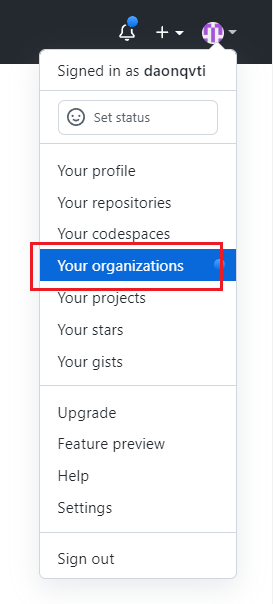 Signed in as daonqvti
Set status
Your profile
Your repositories
Your codespaces
Your organizations
Your projects
Your stars
Your gists
Upgrade
Feature preview
Help
Settings
Sign out